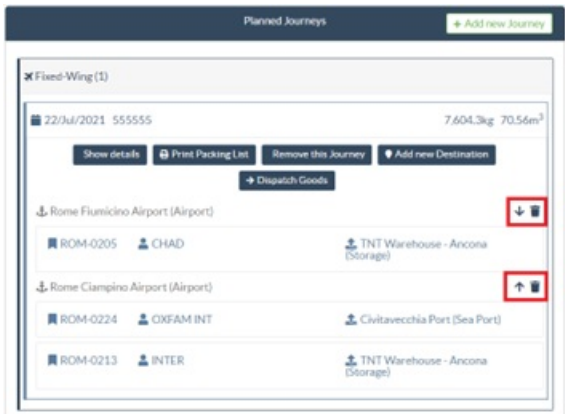 Planned Journeys
+ Add new Journey
Fixed-Wing (1)
22/Jul/2021 555555 7,604.3kg 70.56m³
Show details Print Packing List Remove this Journey Add new Destination
Dispatch Goods
Rome Fiumicino Airport (Airport)
ROM-0205 CHAD TNT Warehouse - Ancona
(Storage)
Rome Ciampino Airport (Airport)
ROM-0224 OXFAM INT Civitavecchia Port (Sea Port)
ROM-0213 INTER TNT Warehouse - Ancona
(Storage)